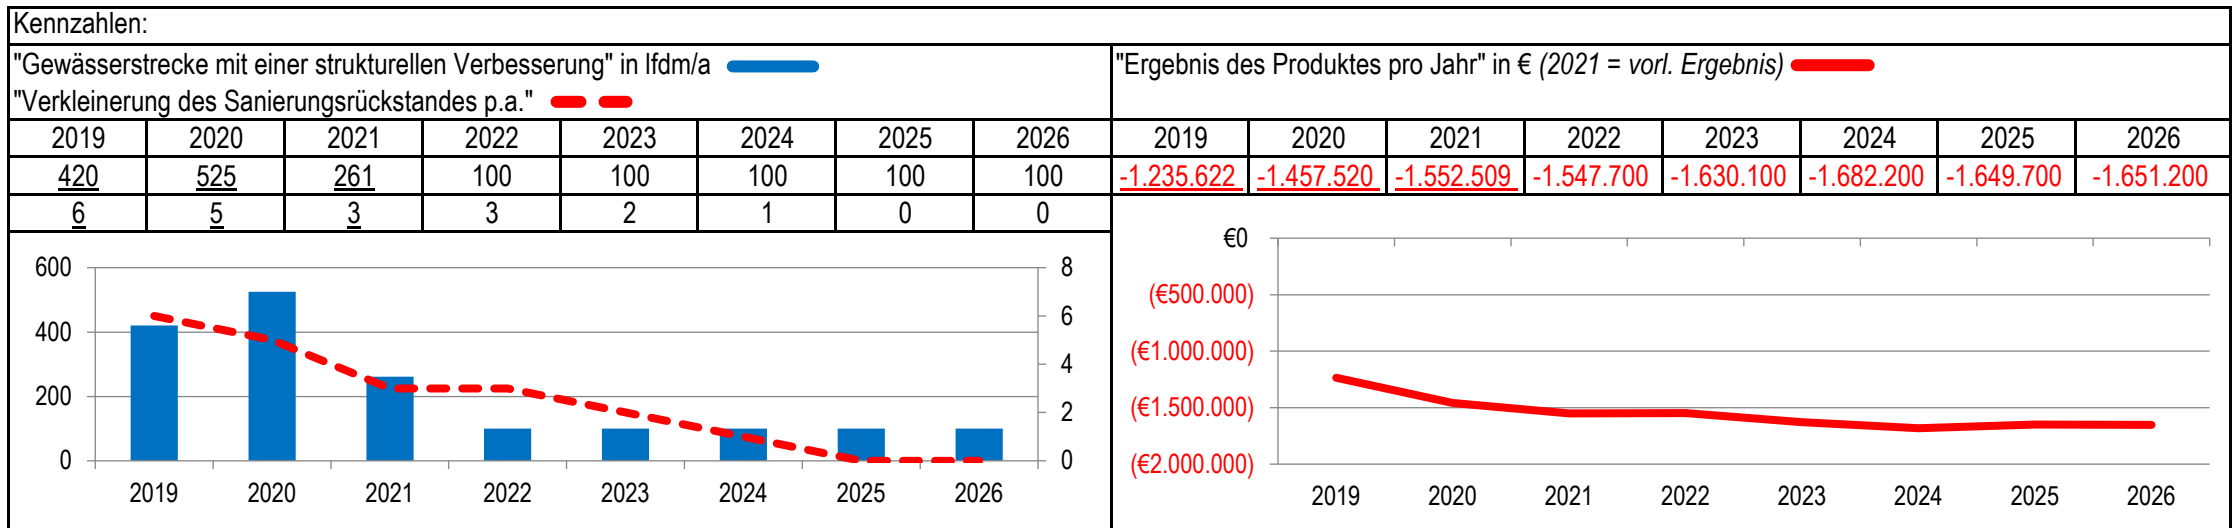 Kennzahlen:
"Gewässerstrecke mit einer strukturellen Verbesserung" in lfdm/a
"Verkleinerung des Sanierungsrückstandes p.a."
2019 2020 2021 2022 2023 2024 2025 2026
420 525 261 100 100 100 100 100
6 5 3 3 2 1 0 0
600
400
200
0
8
6
4
2
0
2019 2020 2021 2022 2023 2024 2025 2026
"Ergebnis des Produktes pro Jahr" in € (2021 = vorl. Ergebnis)
2019 2020 2021 2022 2023 2024 2025 2026
-1.235.622 -1.457.520 -1.552.509 -1.547.700 -1.630.100 -1.682.200 -1.649.700 -1.651.200
€0
(€500.000)
(€1.000.000)
(€1.500.000)
(€2.000.000)
2019 2020 2021 2022 2023 2024 2025 2026